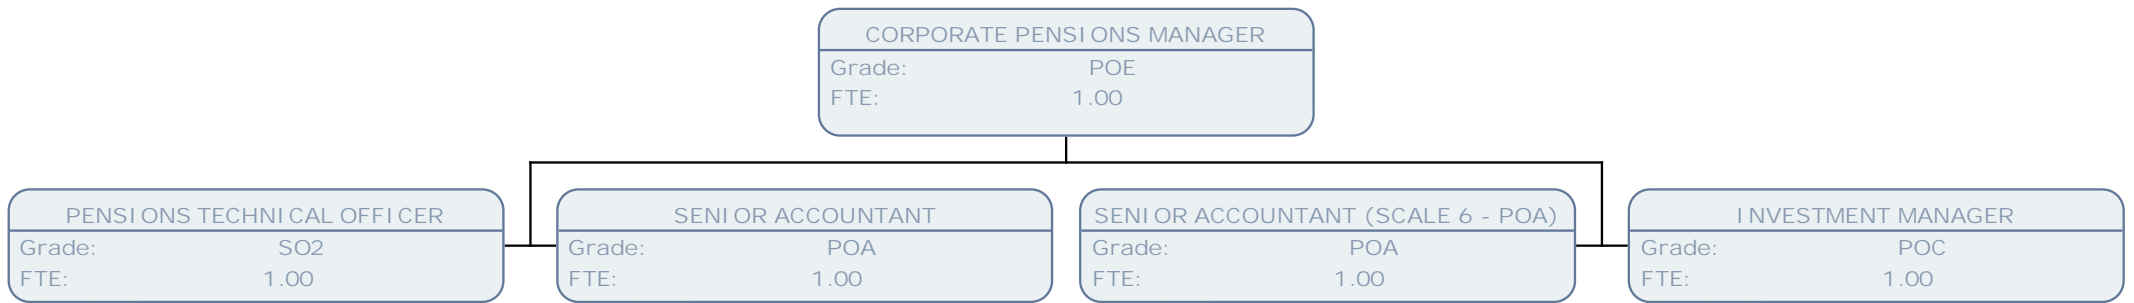 CORPORATE PENSIONS MANAGER
Grade: POE
FTE: 1.00
PENSIONS TECHNICAL OFFICER
Grade: SO2
FTE: 1.00
SENIOR ACCOUNTANT
Grade: POA
FTE: 1.00
SENIOR ACCOUNTANT (SCALE 6 - POA)
Grade: POA
FTE: 1.00
INVESTMENT MANAGER
Grade: POC
FTE: 1.00